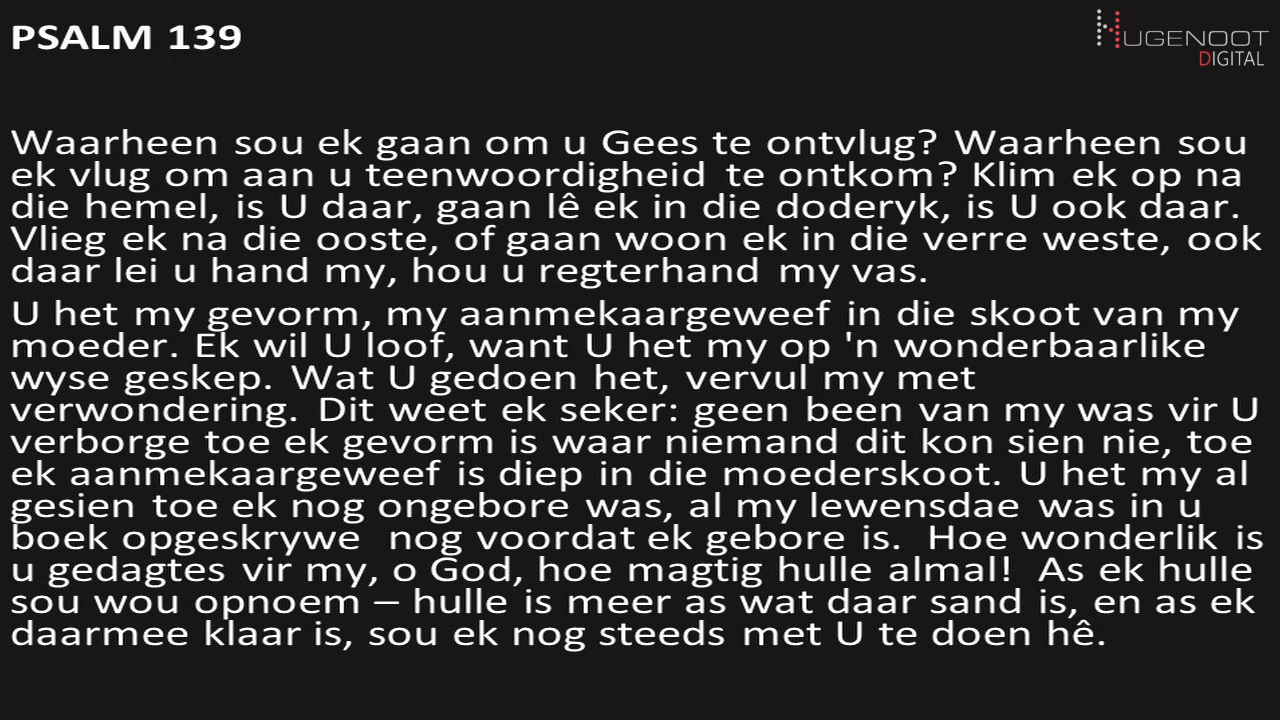 PSALM 139
HUGENOOT
DIGITAL
Waarheen sou ek gaan om u Gees te ontvlug? Waarheen sou
ek vlug om aan u teenwoordigheid te ontkom? Klim ek op na
die hemel, is U daar, gaan lê ek in die doderyk, is U ook daar.
Vlieg ek na die ooste, of gaan woon ek in die verre weste, ook
daar lei u hand my, hou u regterhand my vas.
U het my gevorm, my aanmekaargeweef in die skoot van my
moeder. Ek wil U loof, want U het my op 'n wonderbaarlike
wyse geskep. Wat U gedoen het, vervul my met
verwondering. Dit weet ek seker: geen been van my was vir U
verborge toe ek gevorm is waar niemand dit kon sien nie, toe
ek aanmekaargeweef is diep in die moederskoot. U het my al
gesien toe ek nog ongebore was, al my lewensdae was in u
boek opgeskrywe nog voordat ek gebore is. Hoe wonderlik is
u gedagtes vir my, o God, hoe magtig hulle almal! As ek hulle
sou wou opnoem – hulle is meer as wat daar sand is, en as ek
daarmee klaar is, sou ek nog steeds met U te doen hê.